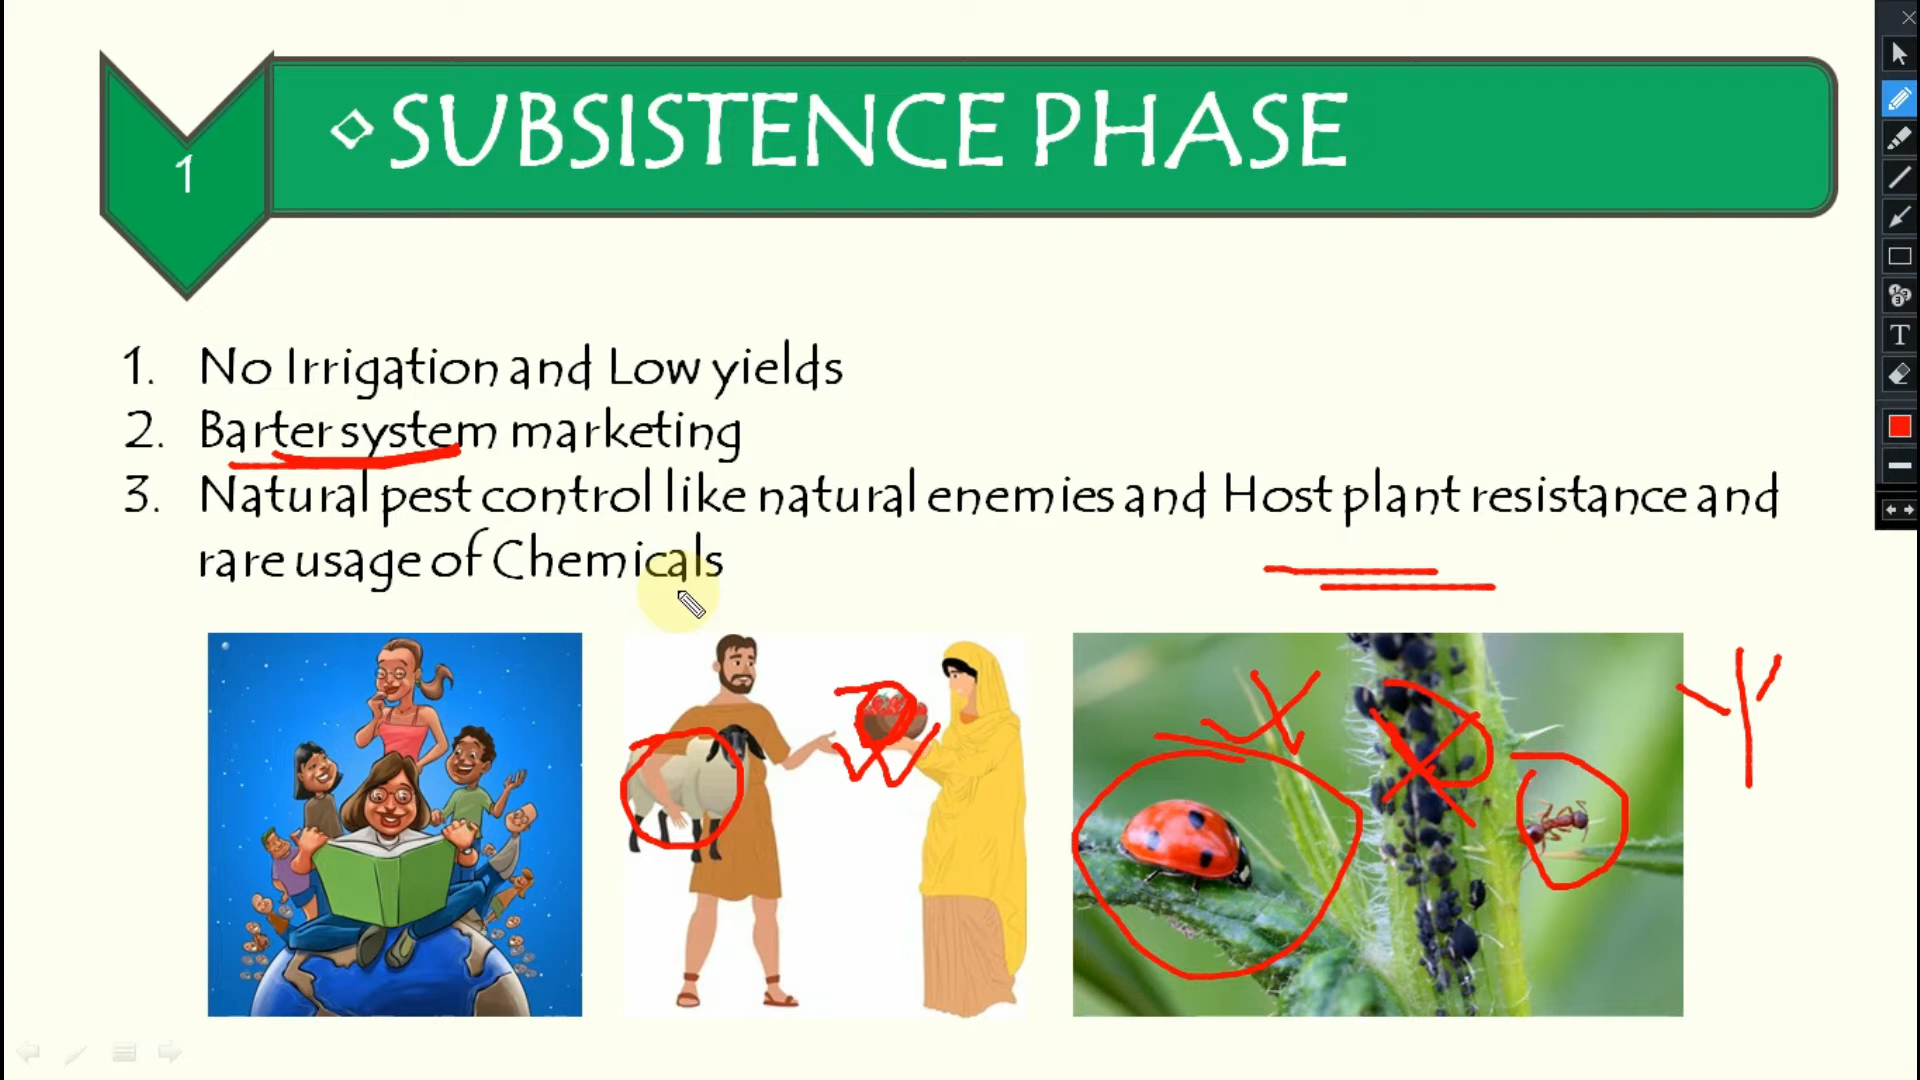 1
SUBSISTENCE PHASE
1. No Irrigation and Low yields
2. Barter system marketing
3. Natural pest control like natural enemies and Host plant resistance and
rare usage of Chemicals
T